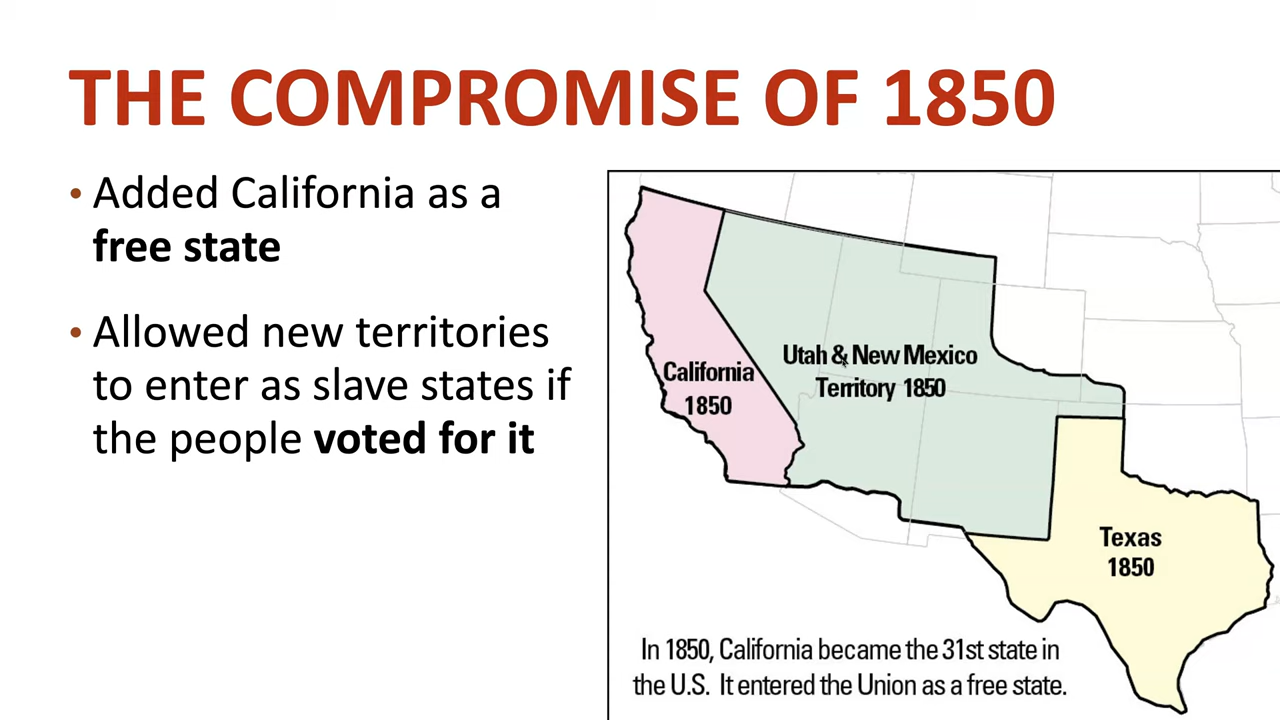 THE COMPROMISE OF 1850
• Added California as a
free state
• Allowed new territories
to enter as slave states if
the people voted for it
California
1850
Utah & New Mexico
Territory 1850
Texas
1850
In 1850, California became the 31st state in
the U.S. It entered the Union as a free state.